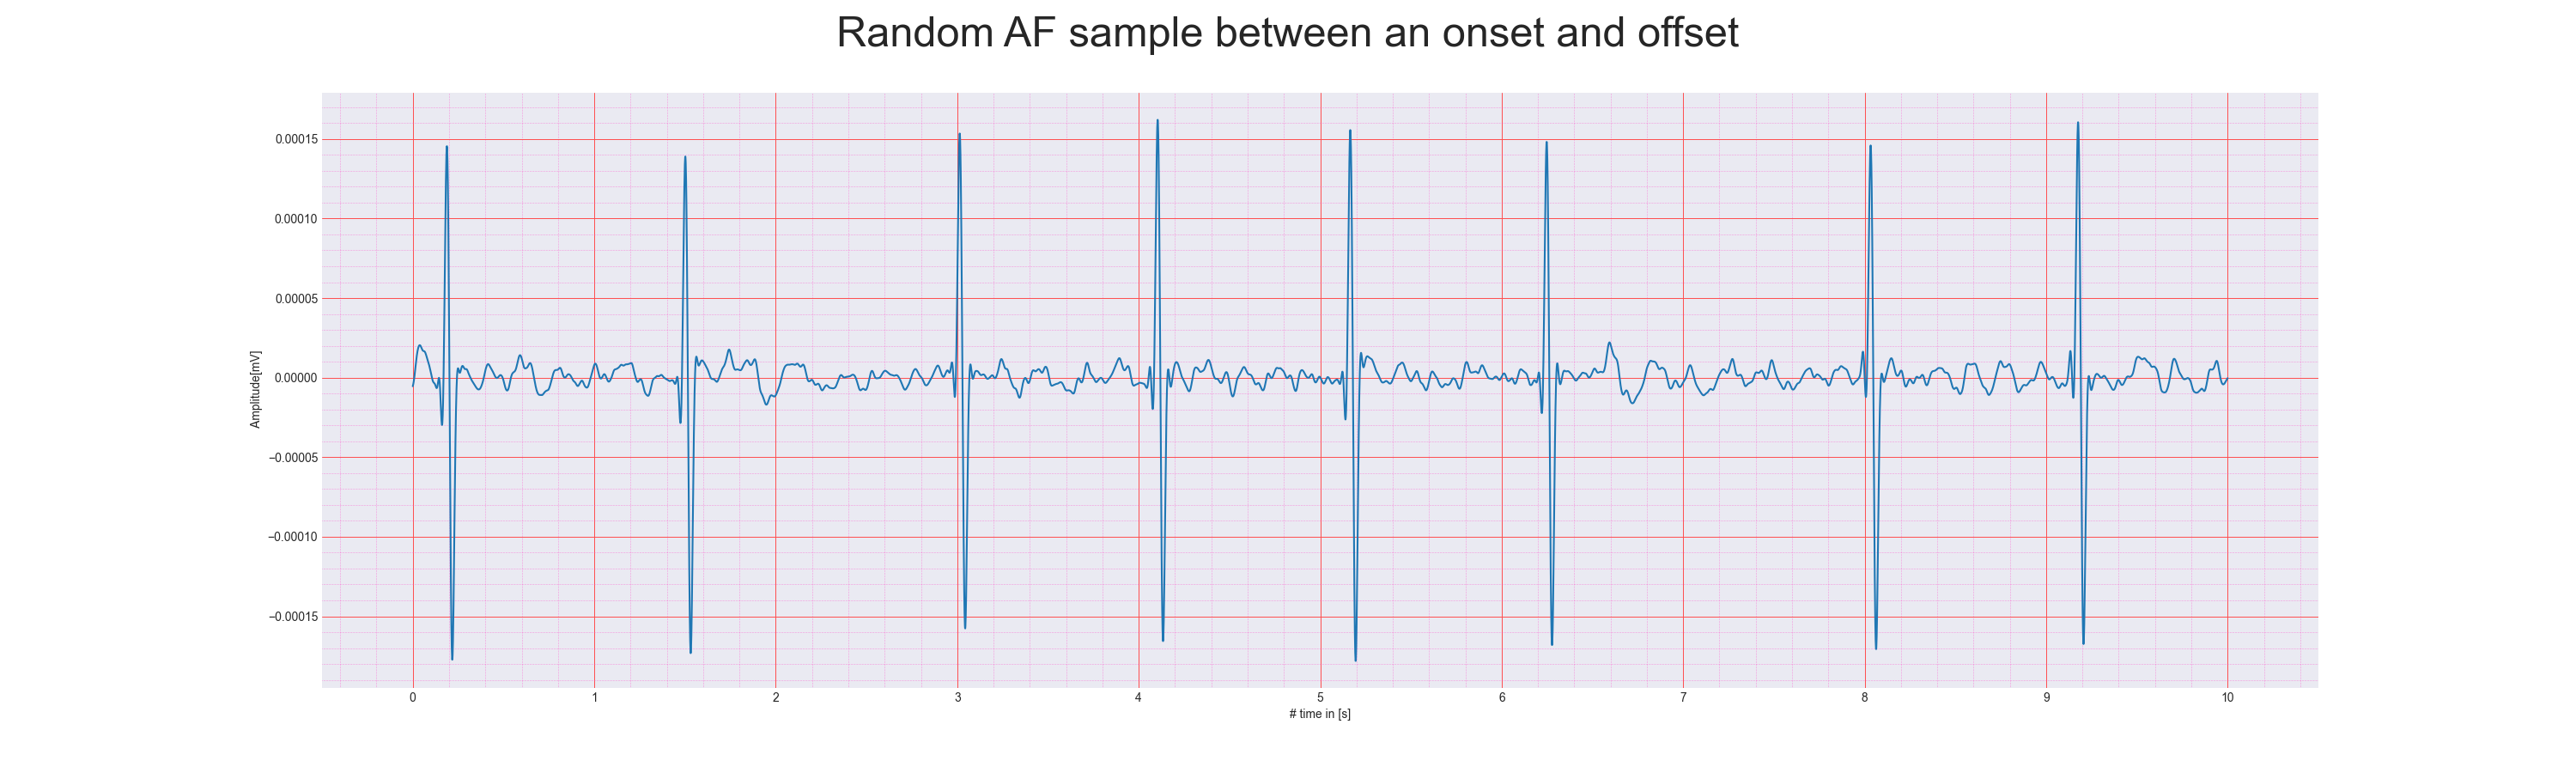 Random AF sample between an onset and offset
0.00015
0.00010
0.00005
0.00000
−0.00005
−0.00010
−0.00015
Amplitude[mV]
0 1 2 3 4 5 6 7 8 9 10
# time in [s]